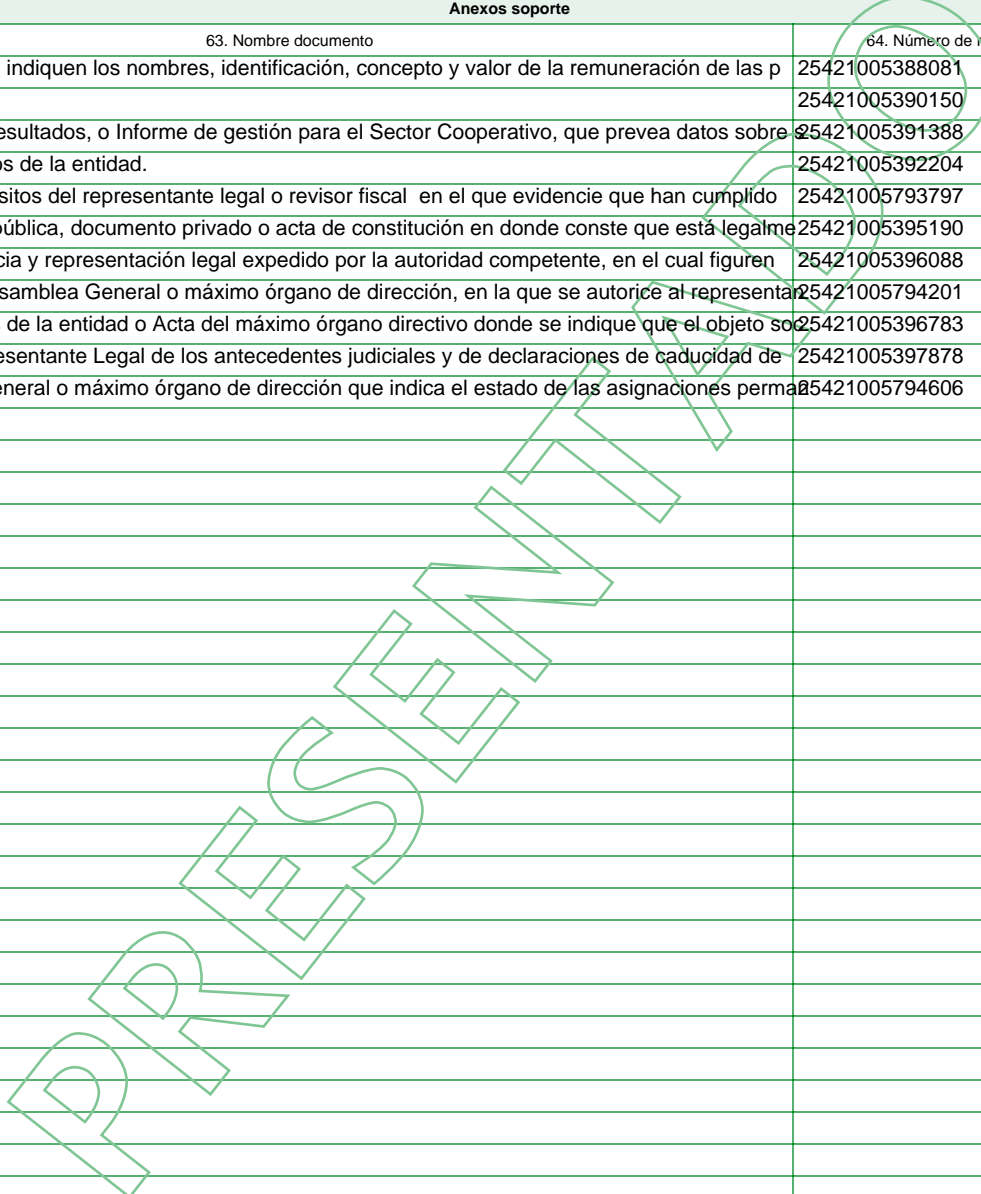 Anexos soporte
63. Nombre documento 64. Número de
indiquen los nombres, identificación, concepto y valor de la remuneración de las p 25421005388081
25421005390150
esultados, o Informe de gestión para el Sector Cooperativo, que prevea datos sobre 25421005391388
os de la entidad. 25421005392204
sitos del representante legal o revisor fiscal en el que evidencie que han cumplido 25421005793797
pública, documento privado o acta de constitución en donde conste que está legalme 25421005395190
cia y representación legal expedido por la autoridad competente, en el cual figuren 25421005396088
samblea General o máximo órgano de dirección, en la que se autorice al representan 25421005794201
de la entidad o Acta del máximo órgano directivo donde se indique que el objeto soc 25421005396783
esentante Legal de los antecedentes judiciales y de declaraciones de caducidad de 25421005397878
eneral o máximo órgano de dirección que indica el estado de las asignaciones perman 25421005794606
PRESENTADO